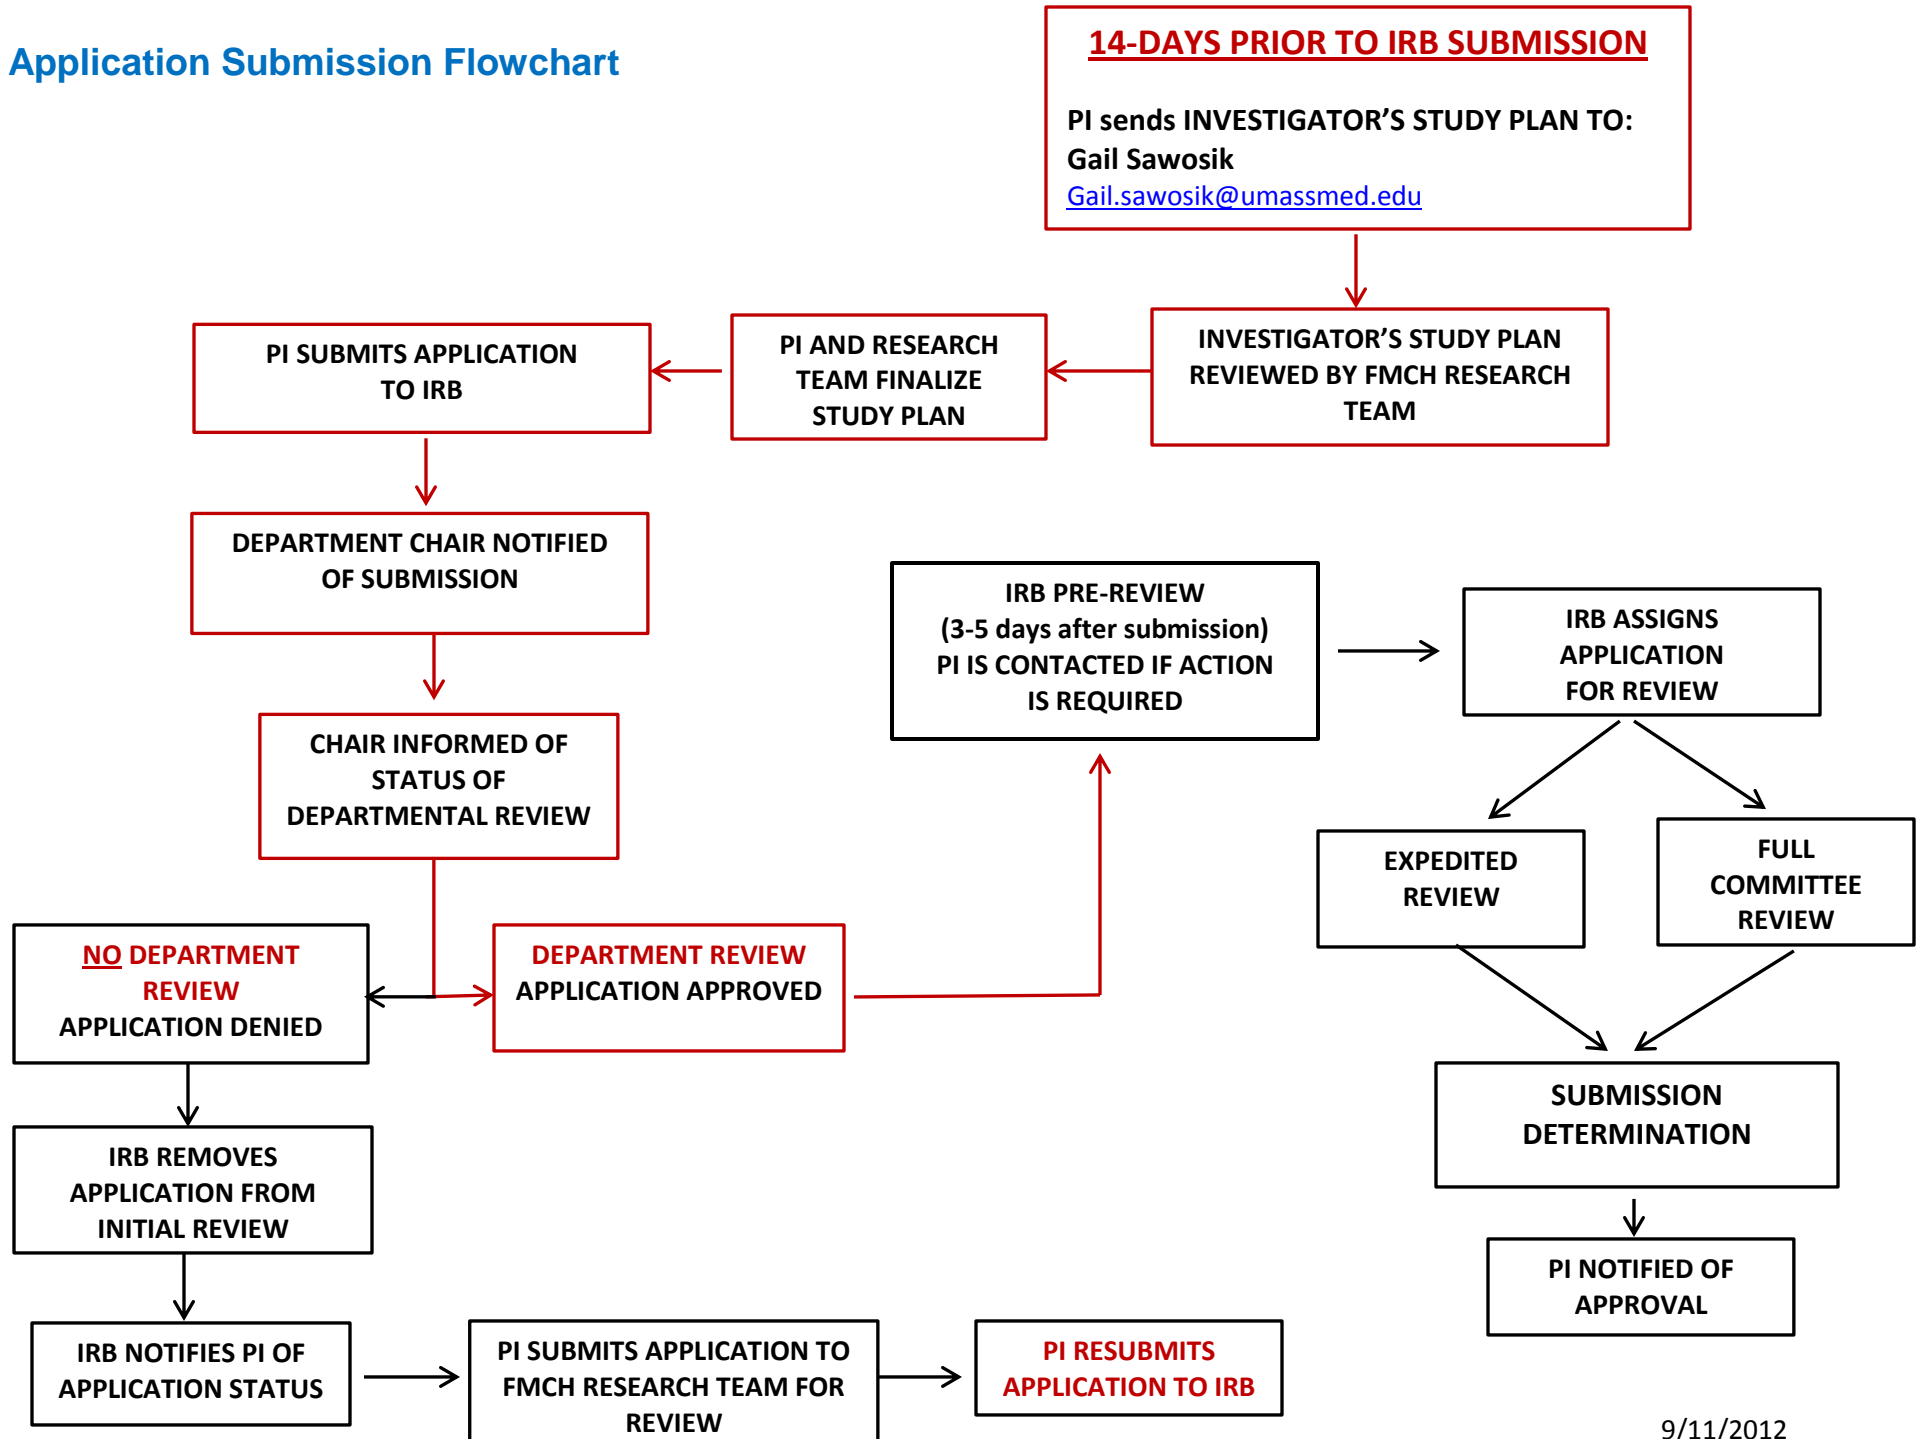 Application Submission Flowchart
14-DAYS PRIOR TO IRB SUBMISSION
PI sends INVESTIGATOR’S STUDY PLAN TO:
Gail Sawosik
Gail.sawosik@umassmed.edu
INVESTIGATOR’S STUDY PLAN
REVIEWED BY FMCH RESEARCH
TEAM
PI AND RESEARCH
TEAM FINALIZE
STUDY PLAN
PI SUBMITS APPLICATION
TO IRB
DEPARTMENT CHAIR NOTIFIED
OF SUBMISSION
CHAIR INFORMED OF
STATUS OF
DEPARTMENTAL REVIEW
NO DEPARTMENT
REVIEW
APPLICATION DENIED
DEPARTMENT REVIEW
APPLICATION APPROVED
IRB PRE-REVIEW
(3-5 days after submission)
PI IS CONTACTED IF ACTION
IS REQUIRED
IRB ASSIGNS
APPLICATION
FOR REVIEW
EXPEDITED
REVIEW
FULL
COMMITTEE
REVIEW
SUBMISSION
DETERMINATION
PI NOTIFIED OF
APPROVAL
IRB REMOVES
APPLICATION FROM
INITIAL REVIEW
IRB NOTIFIES PI OF
APPLICATION STATUS
PI SUBMITS APPLICATION TO
FMCH RESEARCH TEAM FOR
REVIEW
PI RESUBMITS
APPLICATION TO IRB
9/11/2012